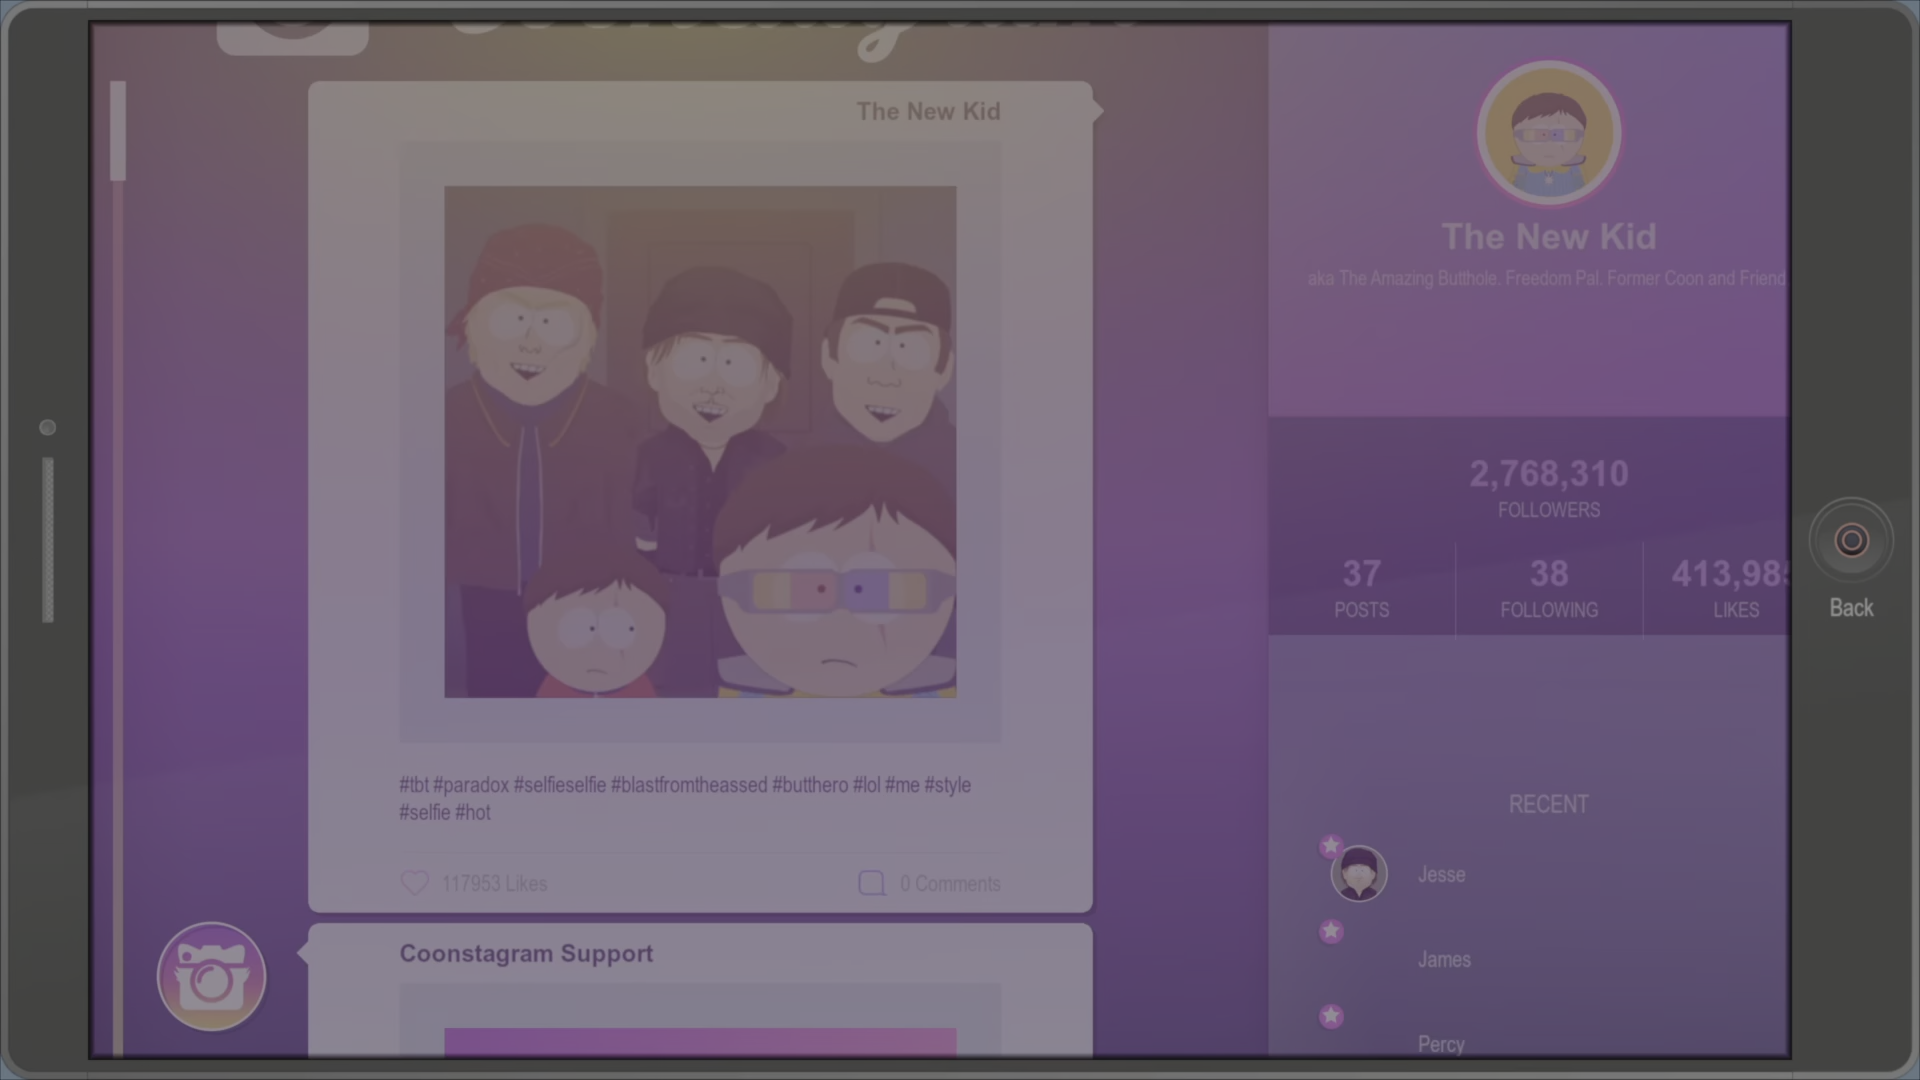 The New Kid
#tbt #paradox #selfieselfie #blastfromtheassed #butthero #lol #me #style
#selfie #hot
117953 Likes
0 Comments
Coonstagram Support
The New Kid
aka The Amazing Butthole. Freedom Pal. Former Coon and Friend
2,768,310
FOLLOWERS
37
POSTS
38
FOLLOWING
413,985
LIKES
RECENT
Jesse
James
Percy
Back